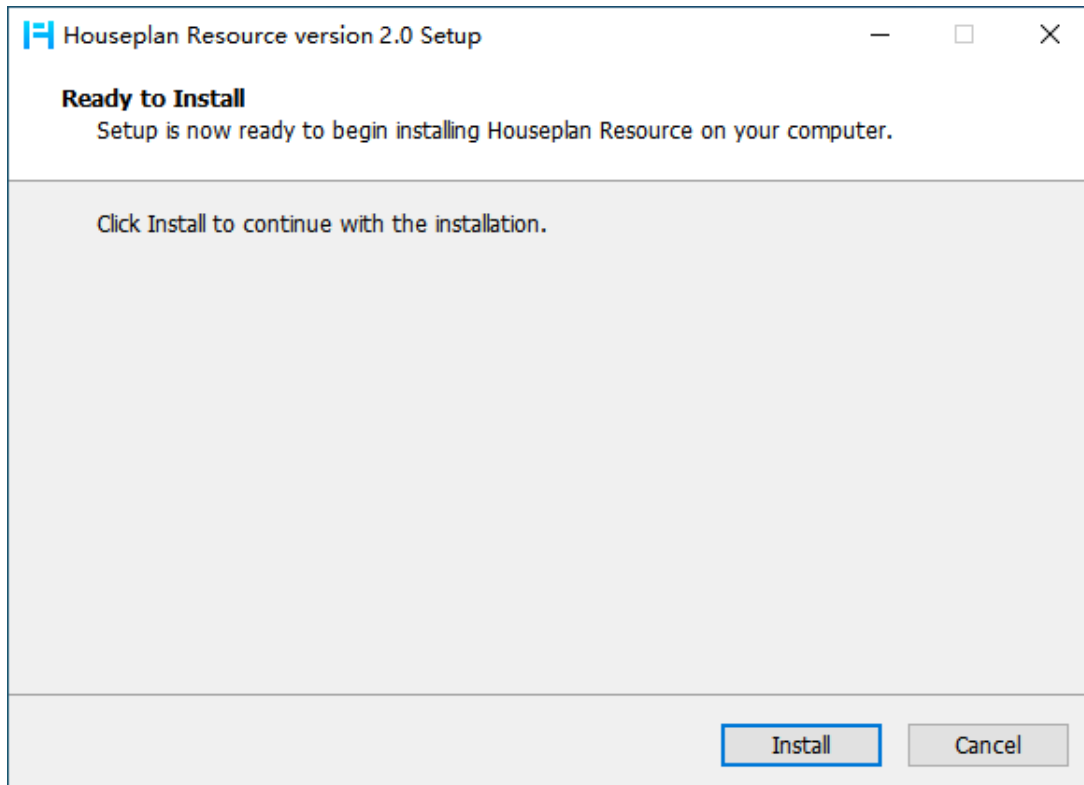 Houseplan Resource version 2.0 Setup
Ready to Install
Setup is now ready to begin installing Houseplan Resource on your computer.
Click Install to continue with the installation.
Install
Cancel